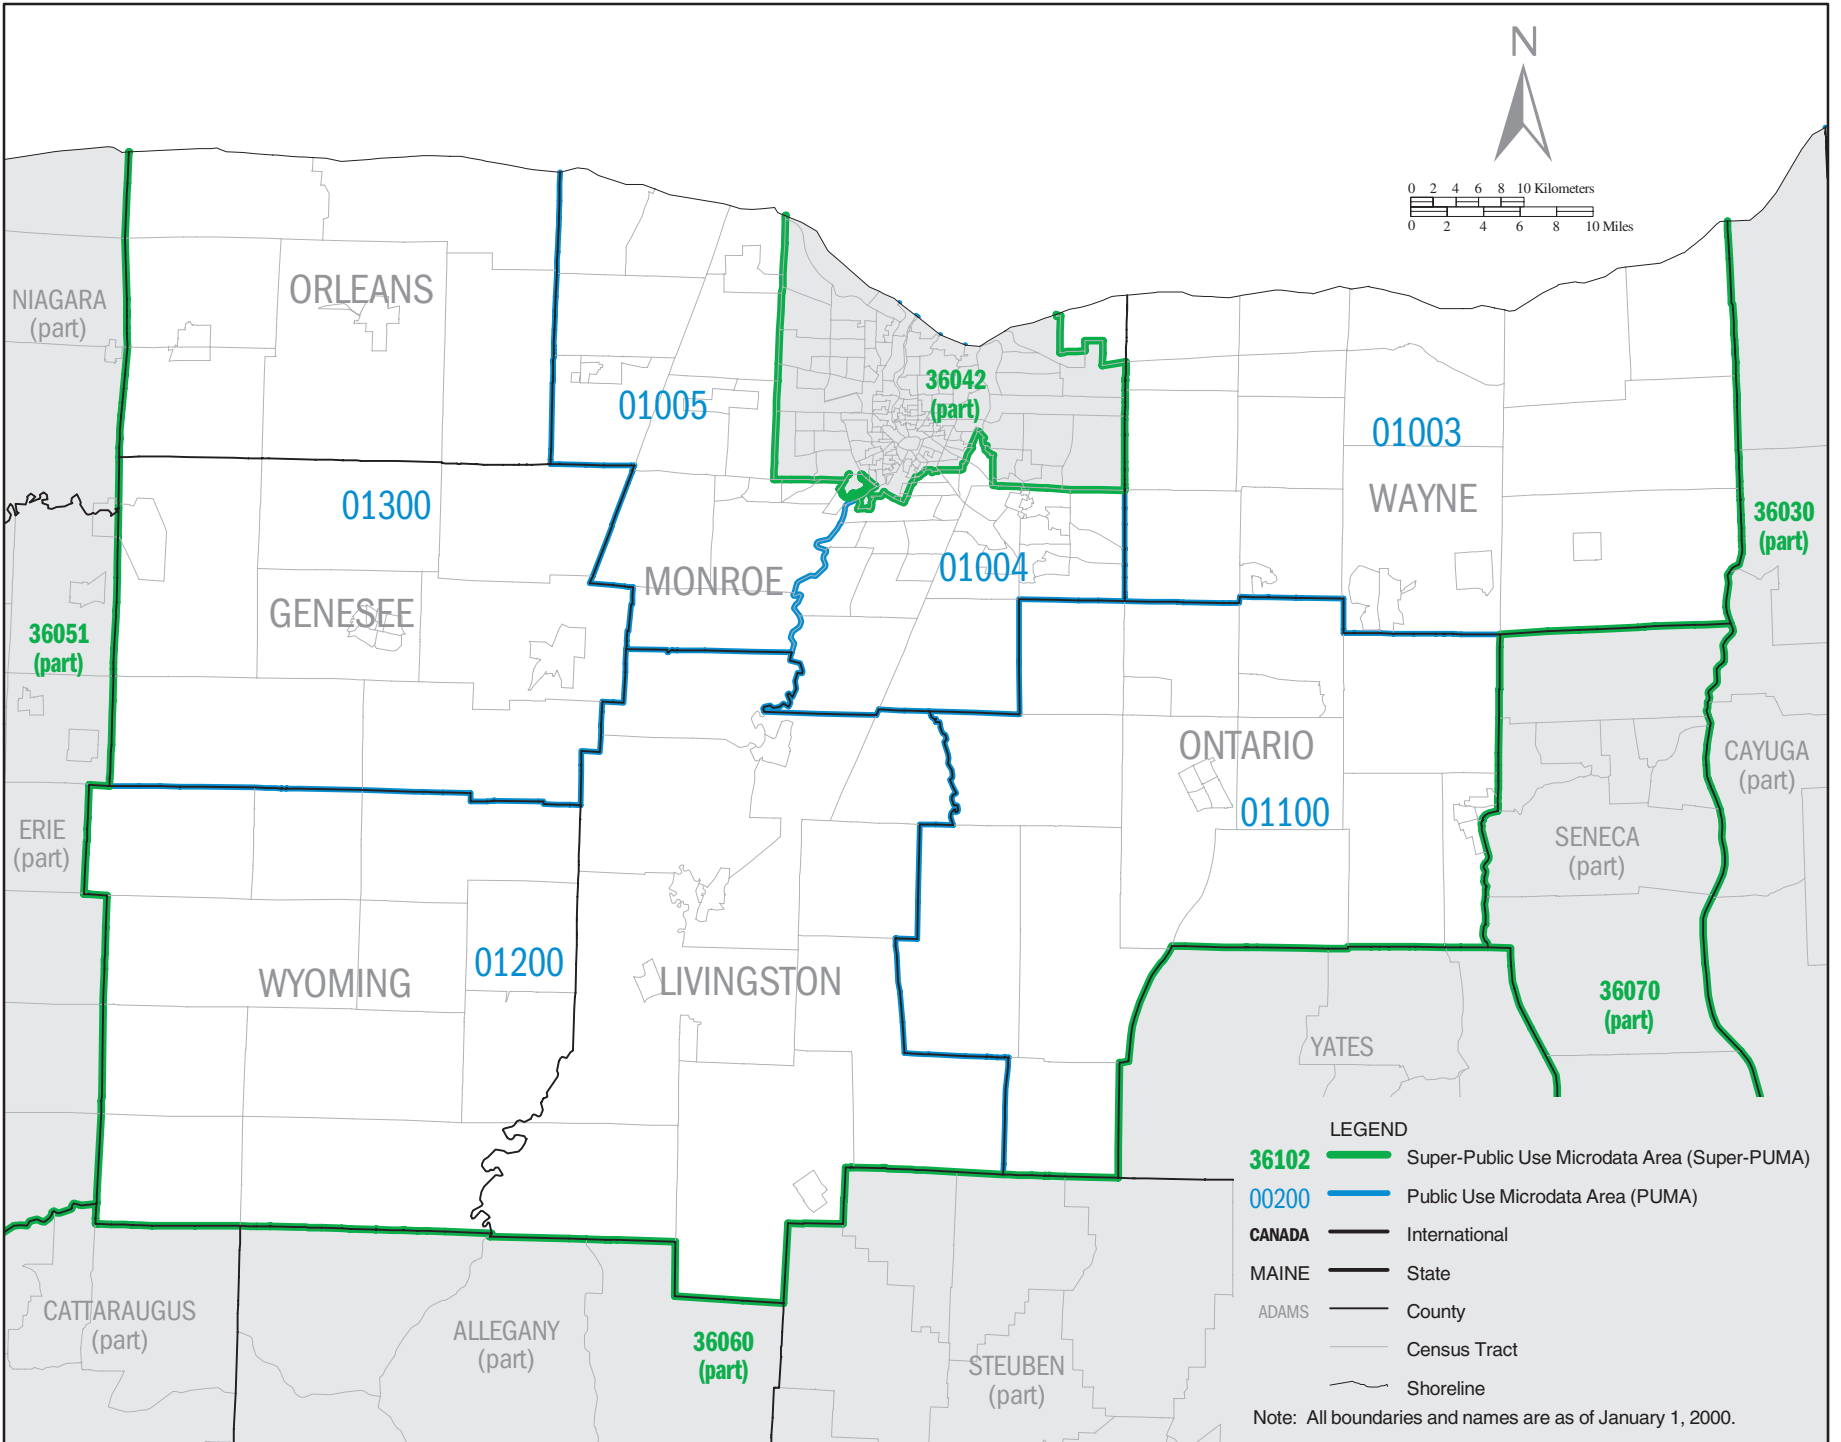 N
0 2 4 6 8 10 Kilometers
0 2 4 6 8 10 Miles
NIAGARA
(part)
ORLEANS
01005
36042
(part)
01003
WAYNE
01300
36030
(part)
MONROE
01004
GENESEE
36051
(part)
ONTARIO
01100
CAYUGA
(part)
ERIE
(part)
SENECA
(part)
01200
WYOMING
LIVINGSTON
36070
(part)
YATES
CATTARAUGUS
(part)
ALLEGANY
(part)
36060
(part)
STEUBEN
(part)
LEGEND
36102 Super-Public Use Microdata Area (Super-PUMA)
00200 Public Use Microdata Area (PUMA)
CANADA International
MAINE State
ADAMS County
Census Tract
Shoreline
Note: All boundaries and names are as of January 1, 2000.